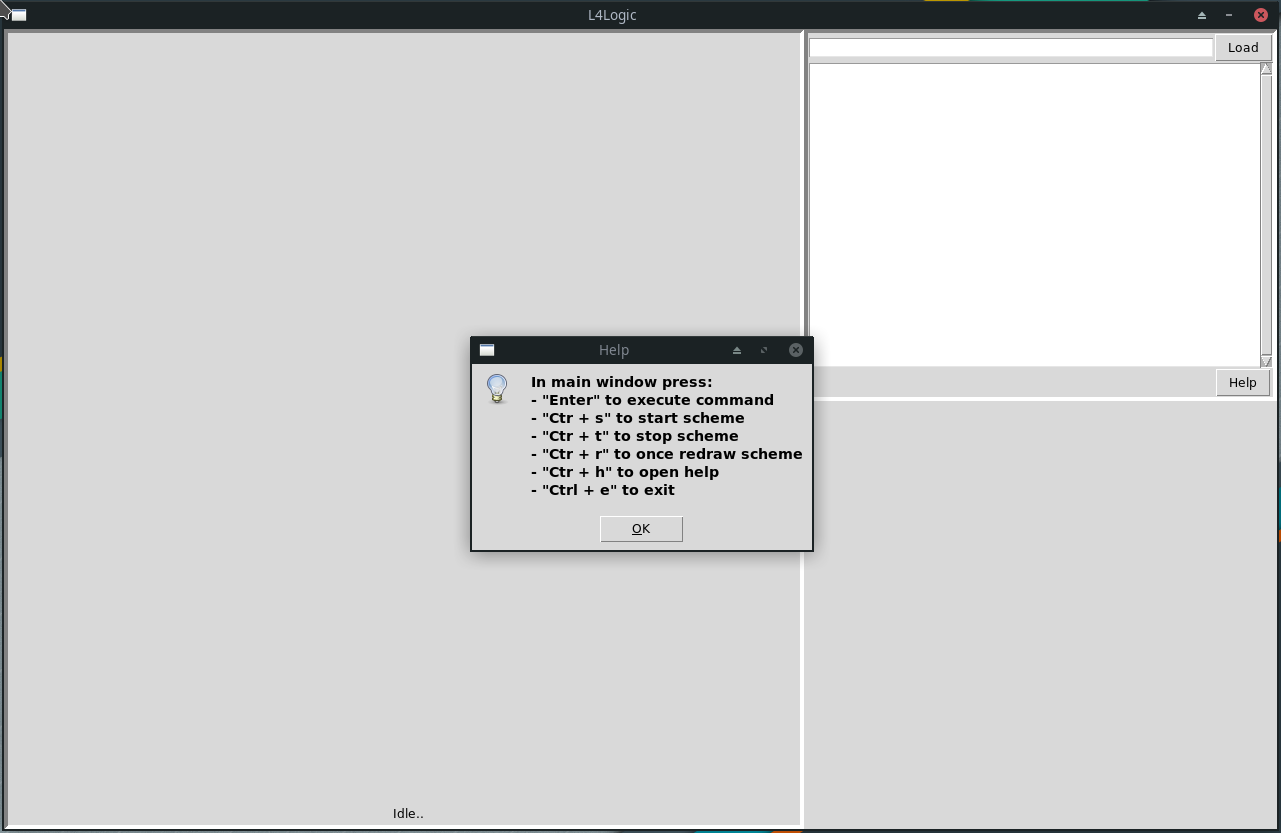 L4Logic
Load
Help
In main window press:
- "Enter" to execute command
- "Ctr + s" to start scheme
- "Ctr + t" to stop scheme
- "Ctr + r" to once redraw scheme
- "Ctr + h" to open help
- "Ctrl + e" to exit
OK
Help
Idle..